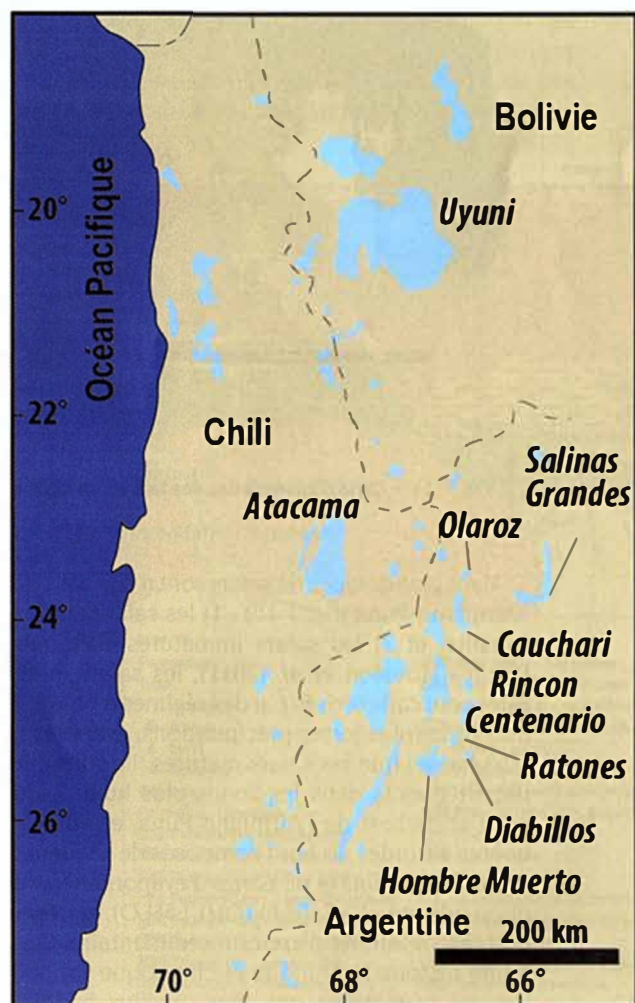 Bolivie
Océan Pacifique
20°
Uyuni
22°
Chili
Salinas
Grandes
Atacama
Olaroz
24°
Cauchari
Rincon
Centenario
Ratones
26°
Diabillos
Hombre Muerto
Argentine
200 km
70°
68°
66°